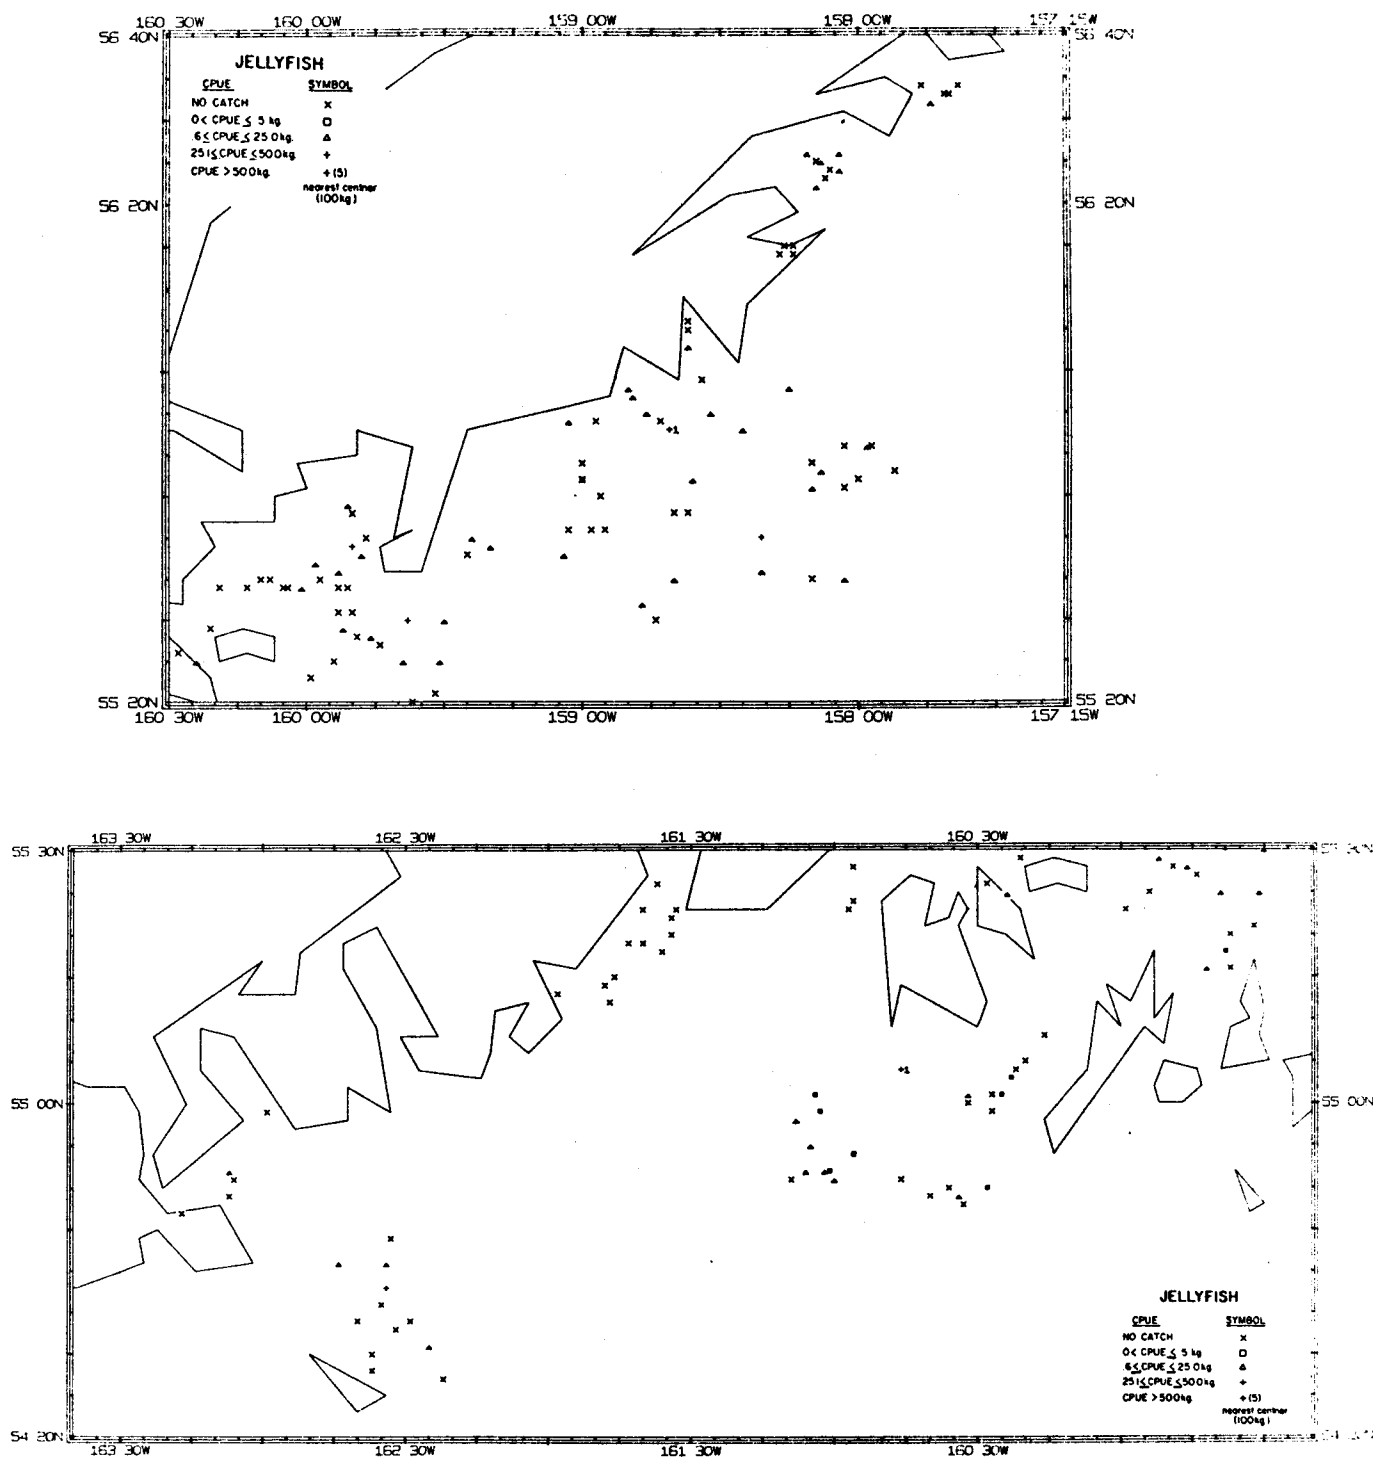 160 30W 160 00W 159 00W 158 00W 157 15W
56 40N 56 40N
JELLYFISH
CPUE SYMBOL
NO CATCH x
0 < CPUE ≤ .5 kg □
.6 ≤ CPUE ≤ 25.0 kg. ▲
25.1 ≤ CPUE ≤ 50.0 kg. +
CPUE > 50.0 kg. +(5)
nearest centner
(100kg)
56 20N 56 20N
+1
55 20N 55 20N
160 30W 160 00W 159 00W 158 00W 157 15W
163 30W 162 30W 161 30W 160 30W
55 30N
+1
55 00N 55 00N
JELLYFISH
CPUE SYMBOL
NO CATCH x
0 < CPUE ≤ .5 kg □
.6 ≤ CPUE ≤ 25.0 kg. ▲
25.1 ≤ CPUE ≤ 50.0 kg +
CPUE > 50.0 kg. +(5)
nearest centner
(100kg)
54 20N
163 30W 162 30W 161 30W 160 30W